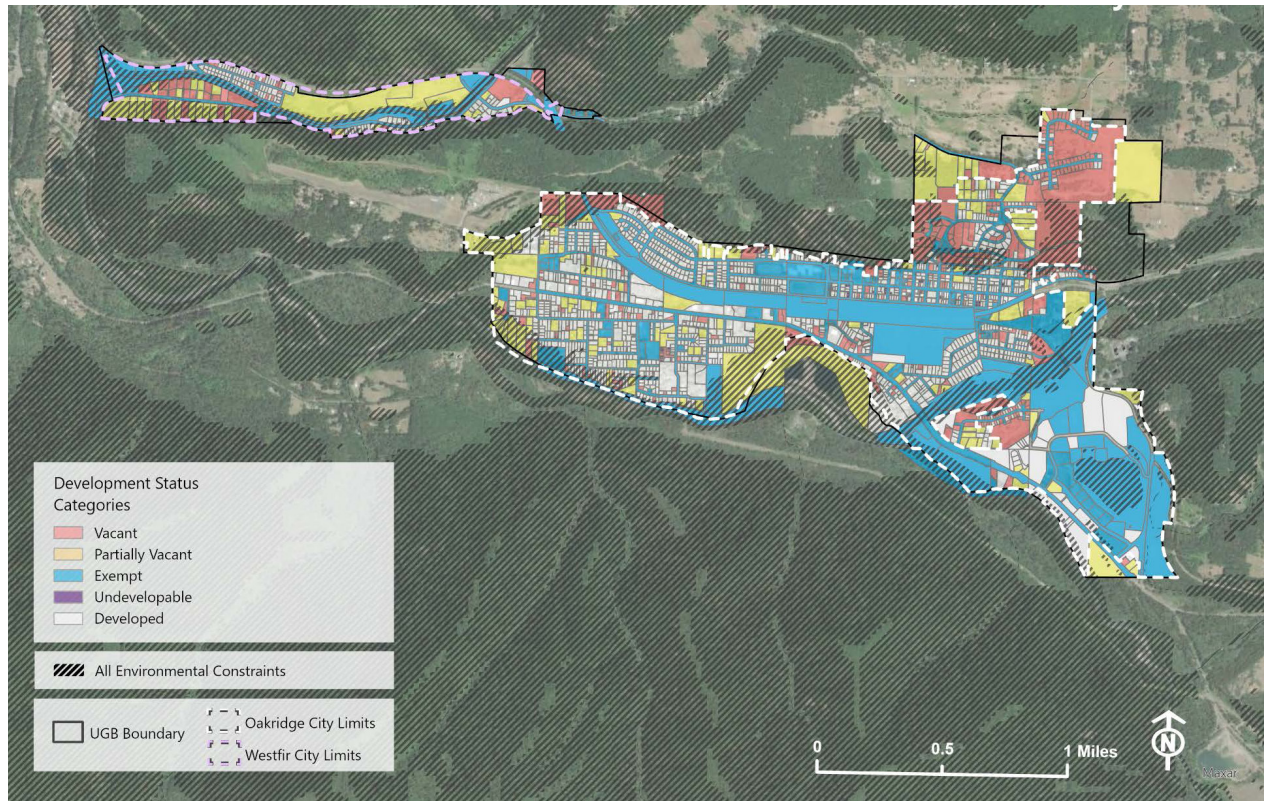 Development Status
Categories
Vacant
Partially Vacant
Exempt
Undevelopable
Developed
All Environmental Constraints
UGB Boundary
Oakridge City Limits
Westfir City Limits
0
0.5
1 Miles
N
Maxar